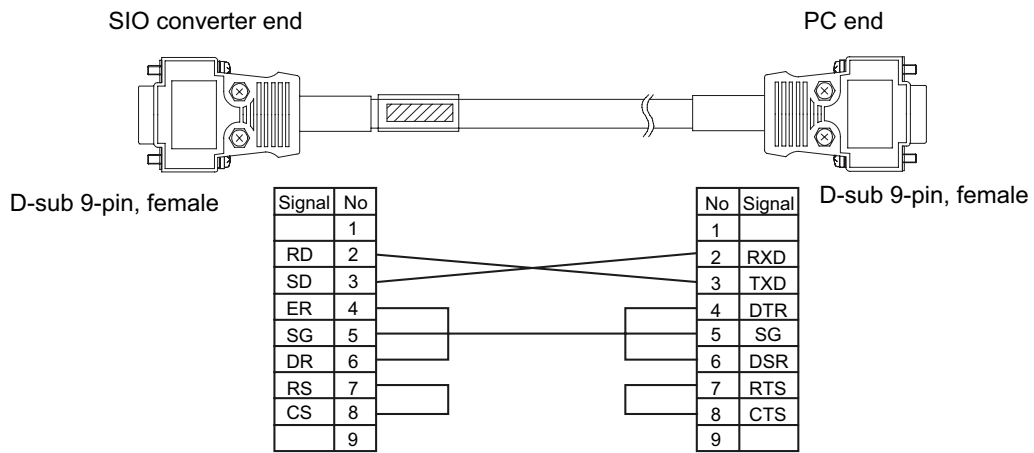 SIO converter end PC end
D-sub 9-pin, female D-sub 9-pin, female
Signal No No Signal
1 1
RD 2 2 RXD
SD 3 3 TXD
ER 4 4 DTR
SG 5 5 SG
DR 6 6 DSR
RS 7 7 RTS
CS 8 8 CTS
9 9